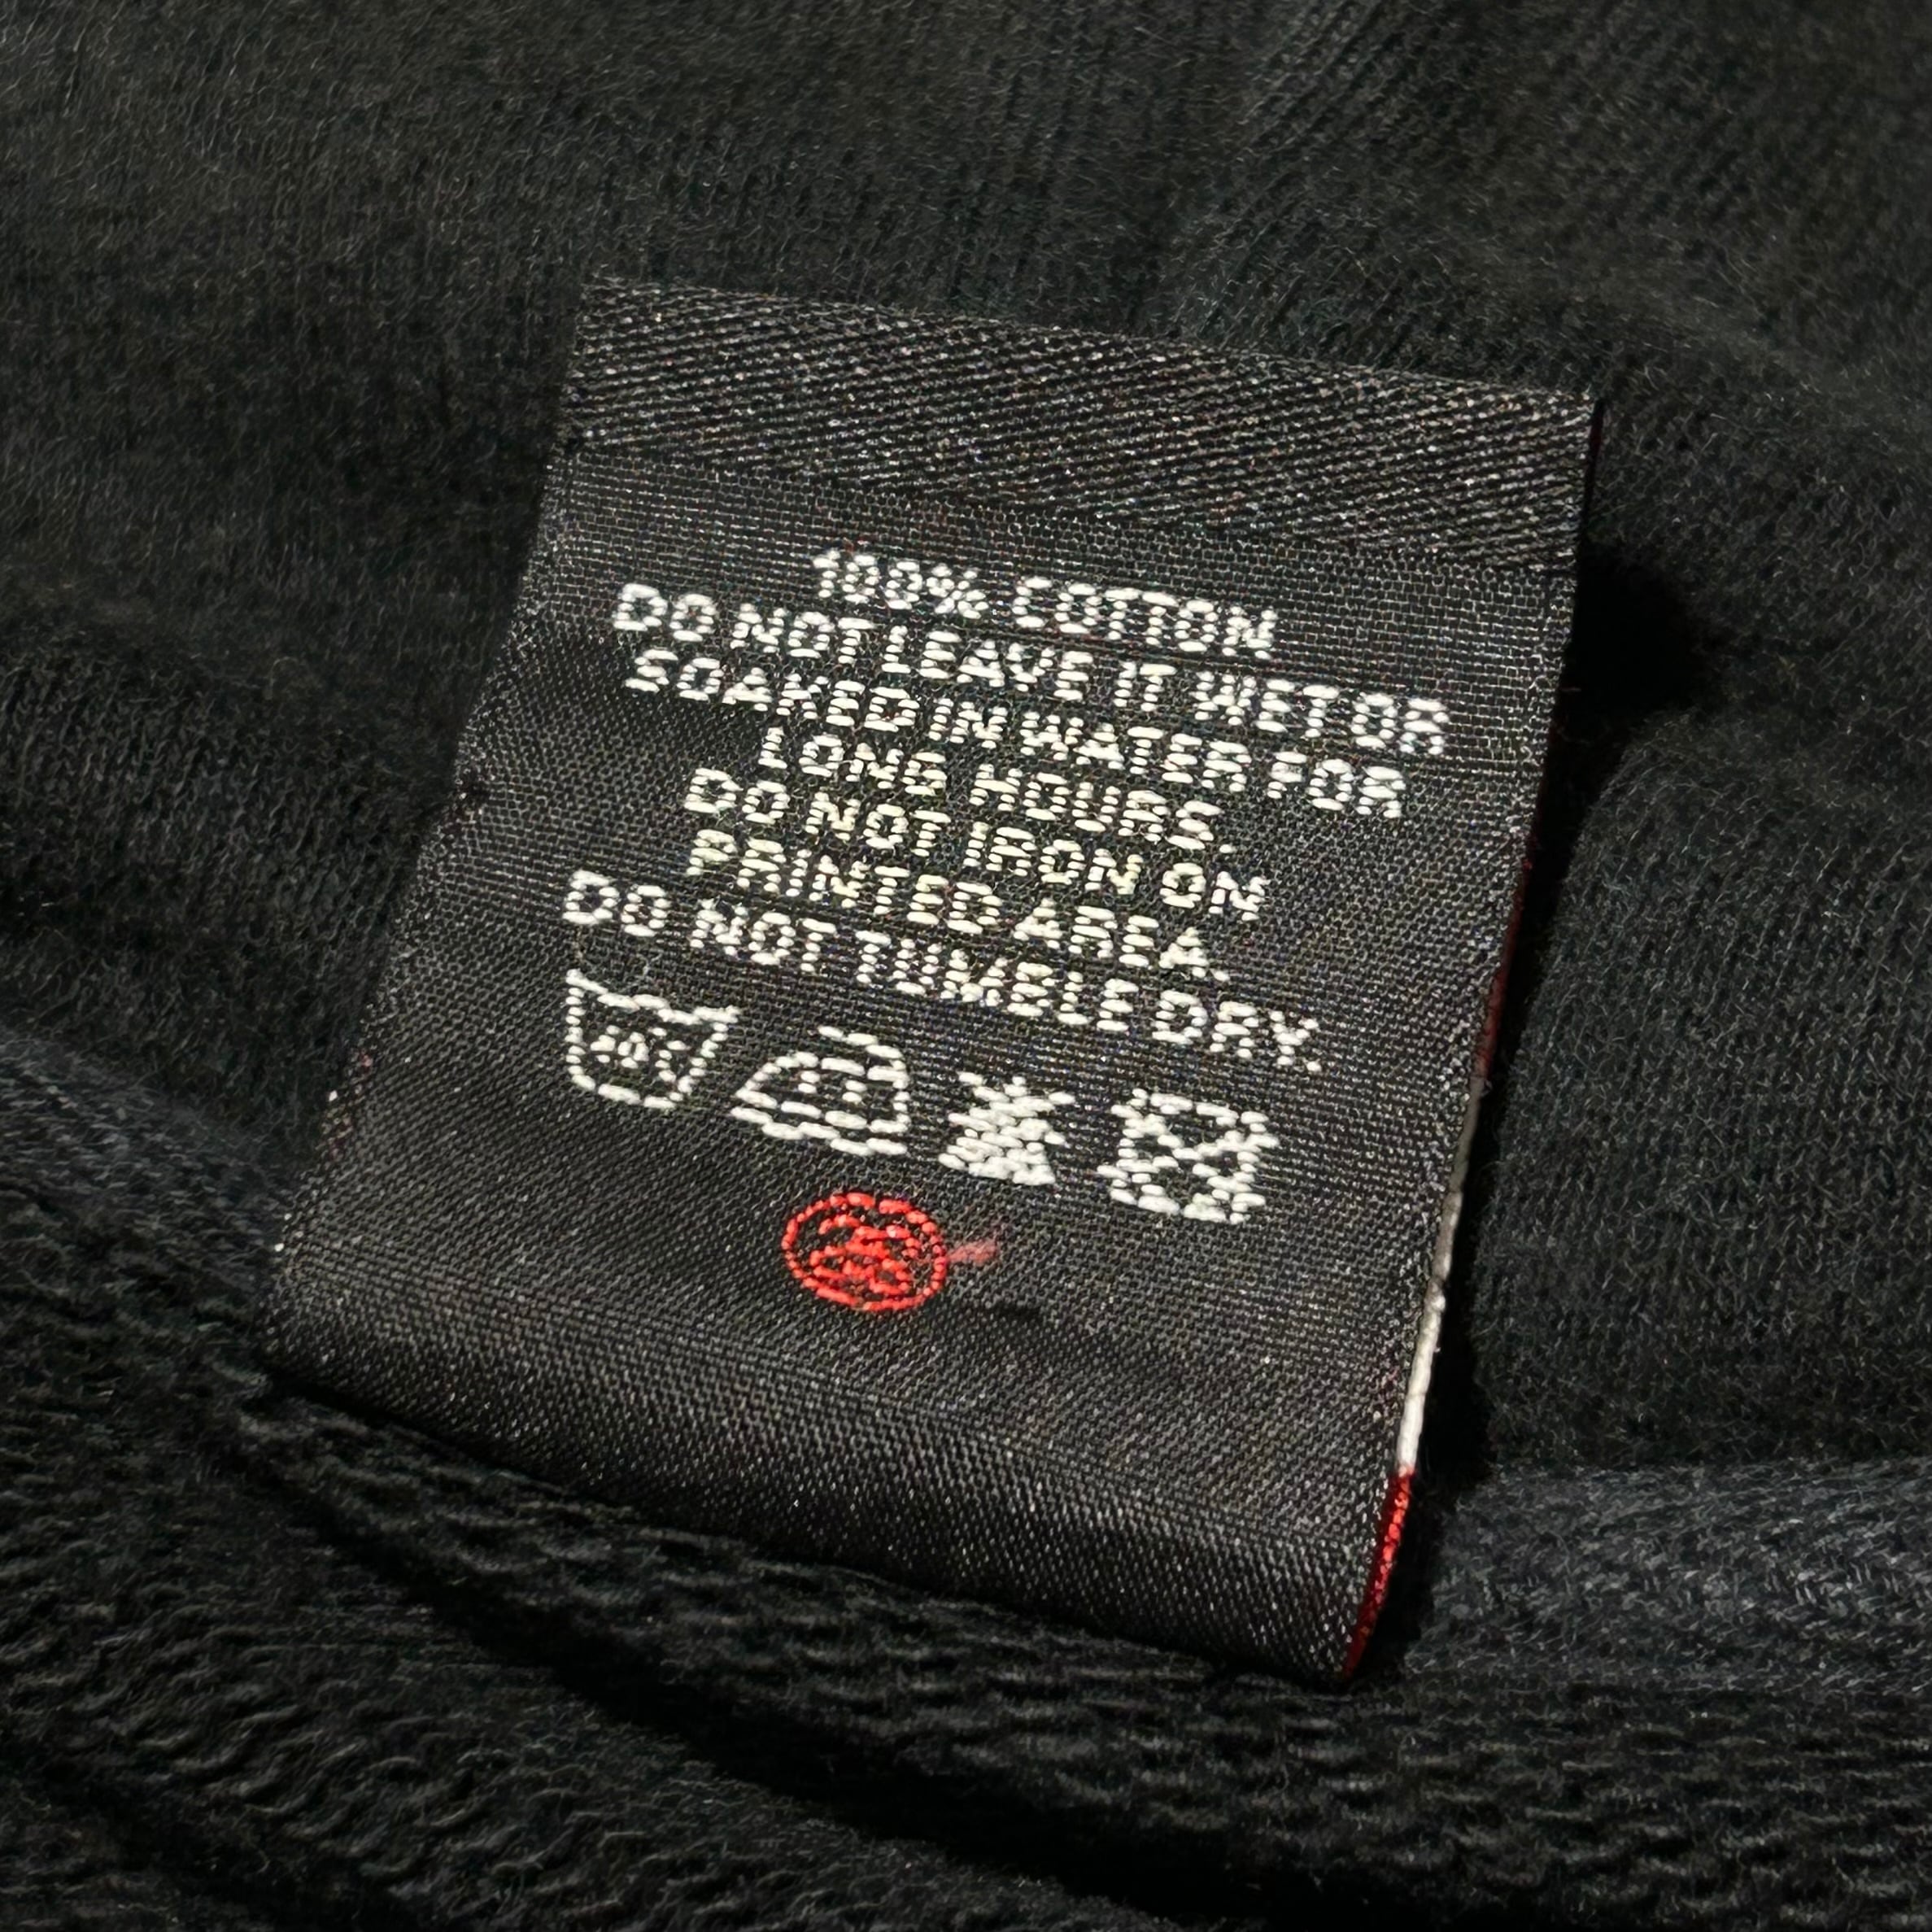 100% COTTON
DO NOT LEAVE IT WET OR
SOAKED IN WATER FOR
LONG HOURS.
DO NOT IRON ON
PRINTED AREA.
DO NOT TUMBLE DRY.